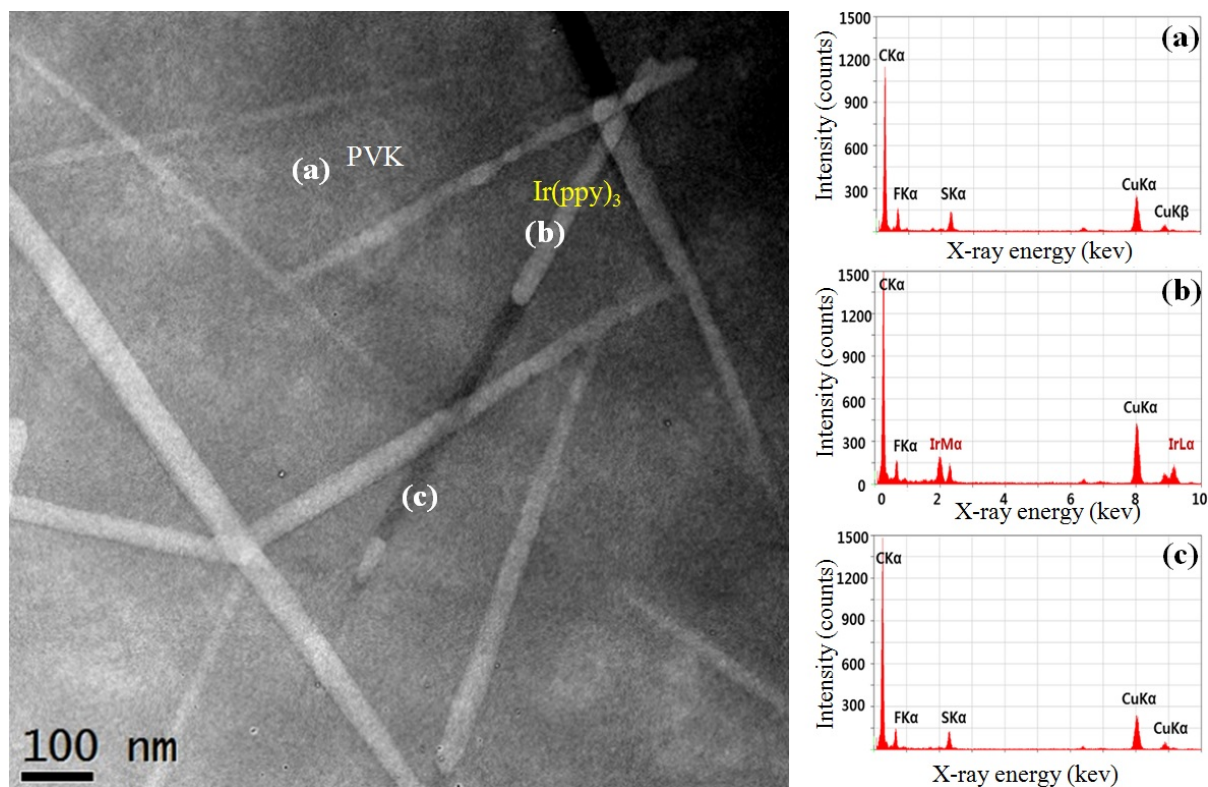 (a) PVK
Ir(ppy)₃
(b)
(c)
100 nm
(a)
Intensity (counts)
1500
1200
900
600
300
CKα
FKα
SKα
CuKα
CuKβ
X-ray energy (kev)
(b)
Intensity (counts)
1500
1200
900
600
300
0
CKα
FKα
IrMα
CuKα
IrLα
0 2 4 6 8 10
X-ray energy (kev)
(c)
Intensity (counts)
1500
1200
900
600
300
CKα
FKα
SKα
CuKα
CuKα
X-ray energy (kev)